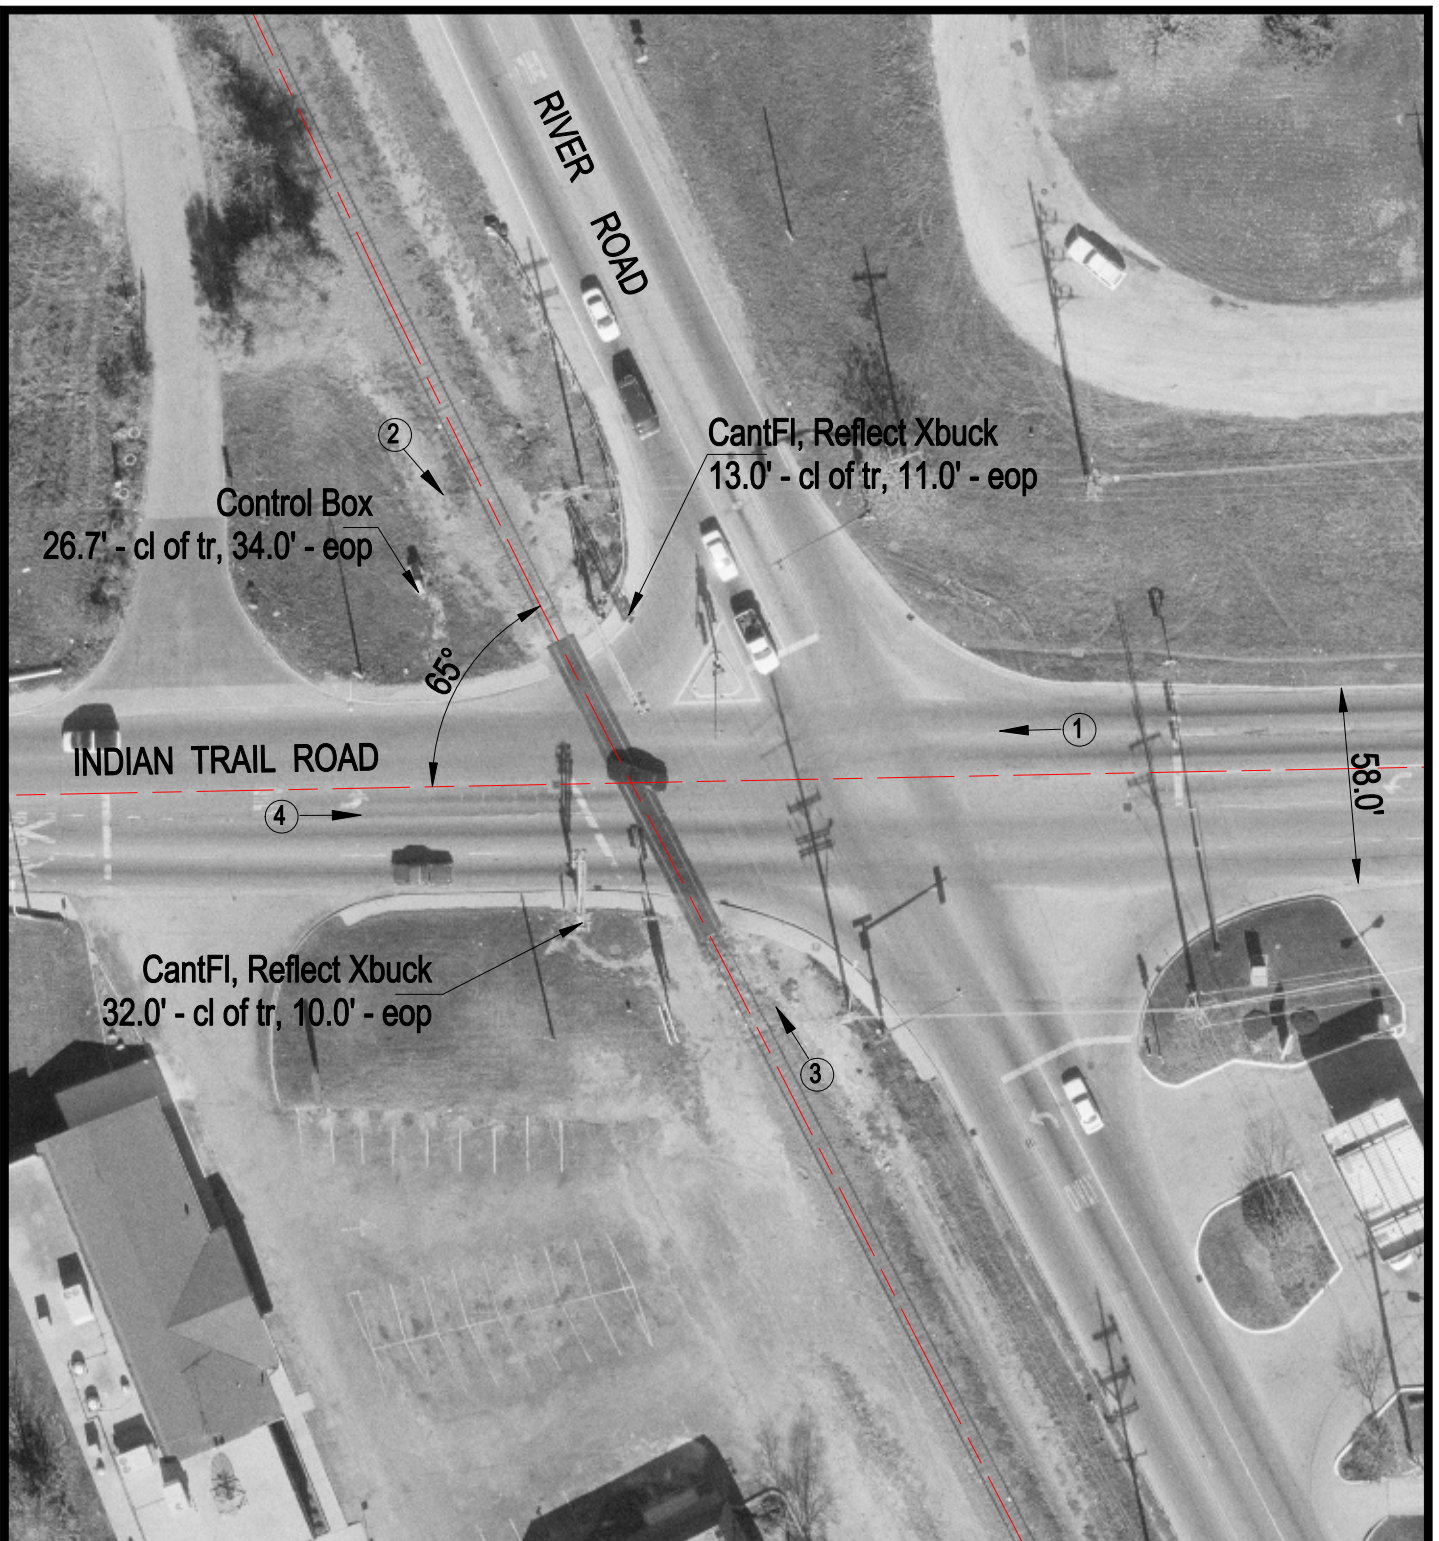 RIVER ROAD
CantFl, Reflect Xbuck
13.0' - cl of tr, 11.0' - eop
2
Control Box
26.7' - cl of tr, 34.0' - eop
65°
1
INDIAN TRAIL ROAD
58.0'
4
CantFl, Reflect Xbuck
32.0' - cl of tr, 10.0' - eop
3